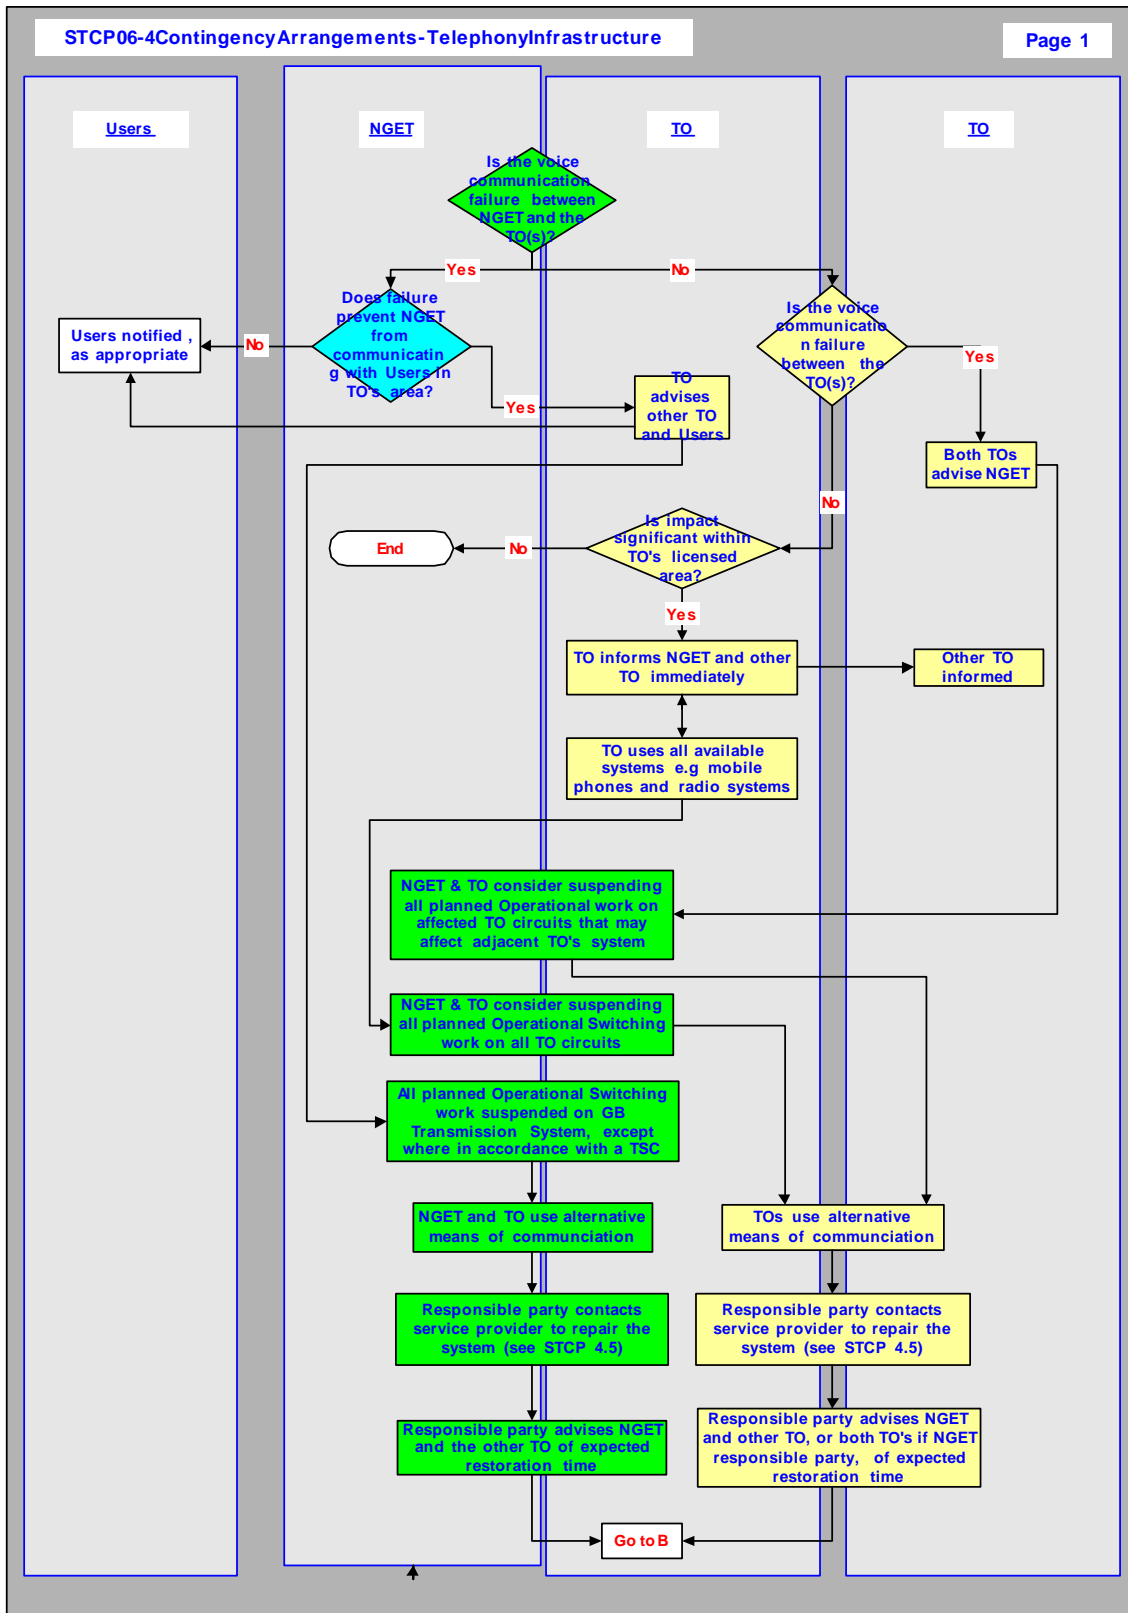 STCP06-4ContingencyArrangements-TelephonyInfrastructure
Page 1
Users
NGET
TO
TO
Is the voice
communication
failure between
NGET and the
TO(s)?
Yes
No
Does failure
prevent NGET
from
communicatin
g with Users in
TO's area?
Is the voice
communicatio
n failure
between the
TO(s)?
Users notified ,
as appropriate
No
Yes
Yes
TO
advises
other TO
and Users
Both TOs
advise NGET
No
Is impact
significant within
TO's licensed
area?
No
End
Yes
TO informs NGET and other
TO immediately
Other TO
informed
TO uses all available
systems e.g mobile
phones and radio systems
NGET & TO consider suspending
all planned Operational work on
affected TO circuits that may
affect adjacent TO's system
NGET & TO consider suspending
all planned Operational Switching
work on all TO circuits
All planned Operational Switching
work suspended on GB
Transmission System, except
where in accordance with a TSC
NGET and TO use alternative
means of communciation
TOs use alternative
means of communciation
Responsible party contacts
service provider to repair the
system (see STCP 4.5)
Responsible party contacts
service provider to repair the
system (see STCP 4.5)
Responsible party advises NGET
and the other TO of expected
restoration time
Responsible party advises NGET
and other TO, or both TO's if NGET
responsible party, of expected
restoration time
Go to B